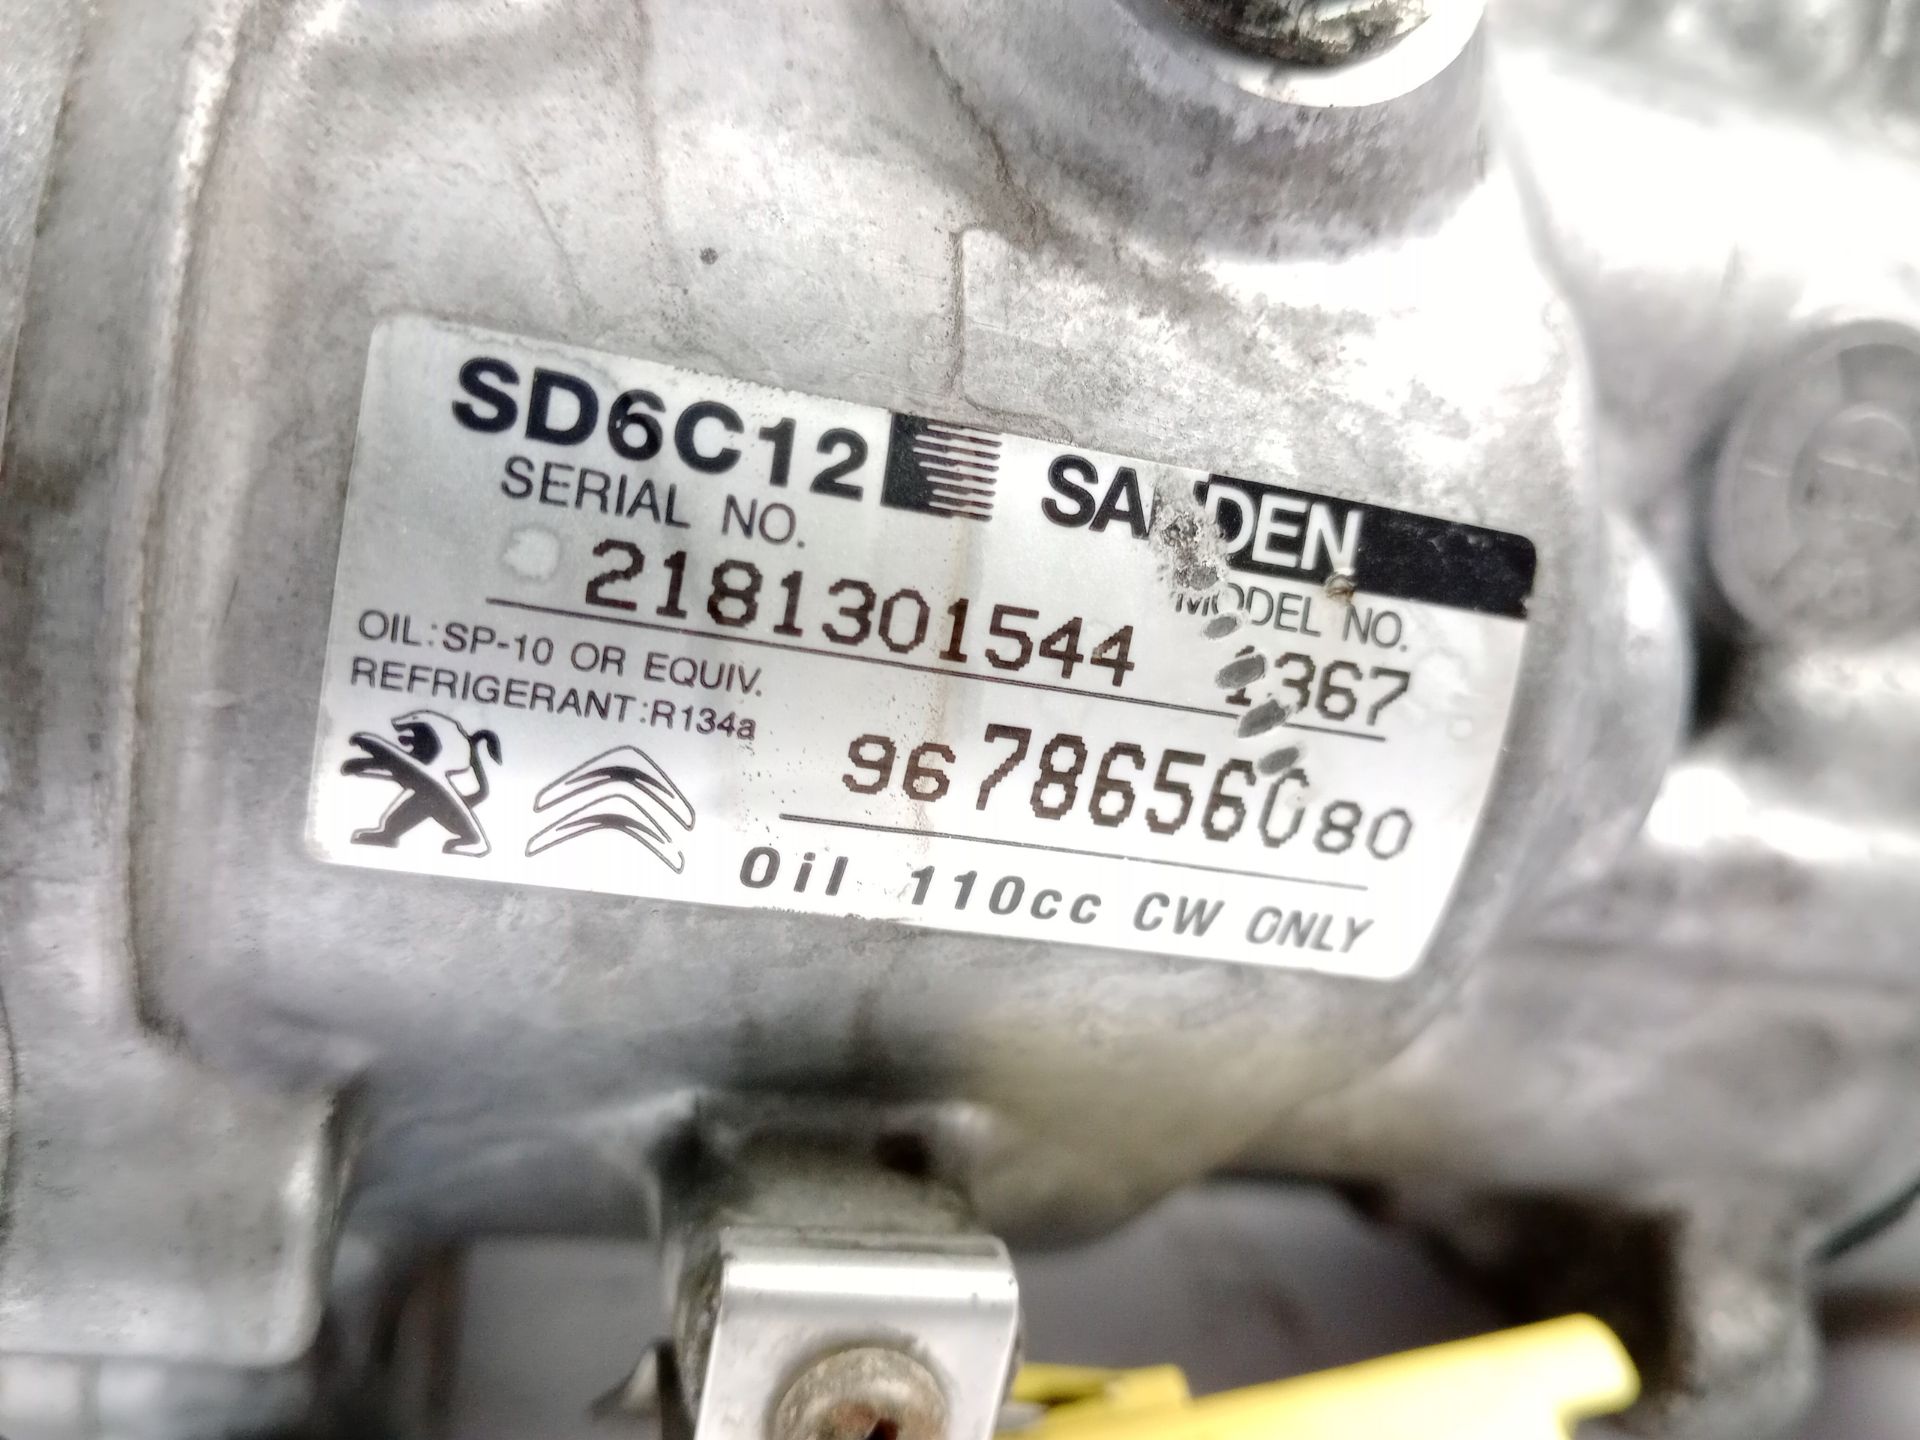 SD6C12 SANDEN
SERIAL NO. MODEL NO.
2181301544 1367
OIL:SP-10 OR EQUIV.
REFRIGERANT:R134a
9678656080
Oil 110cc CW ONLY